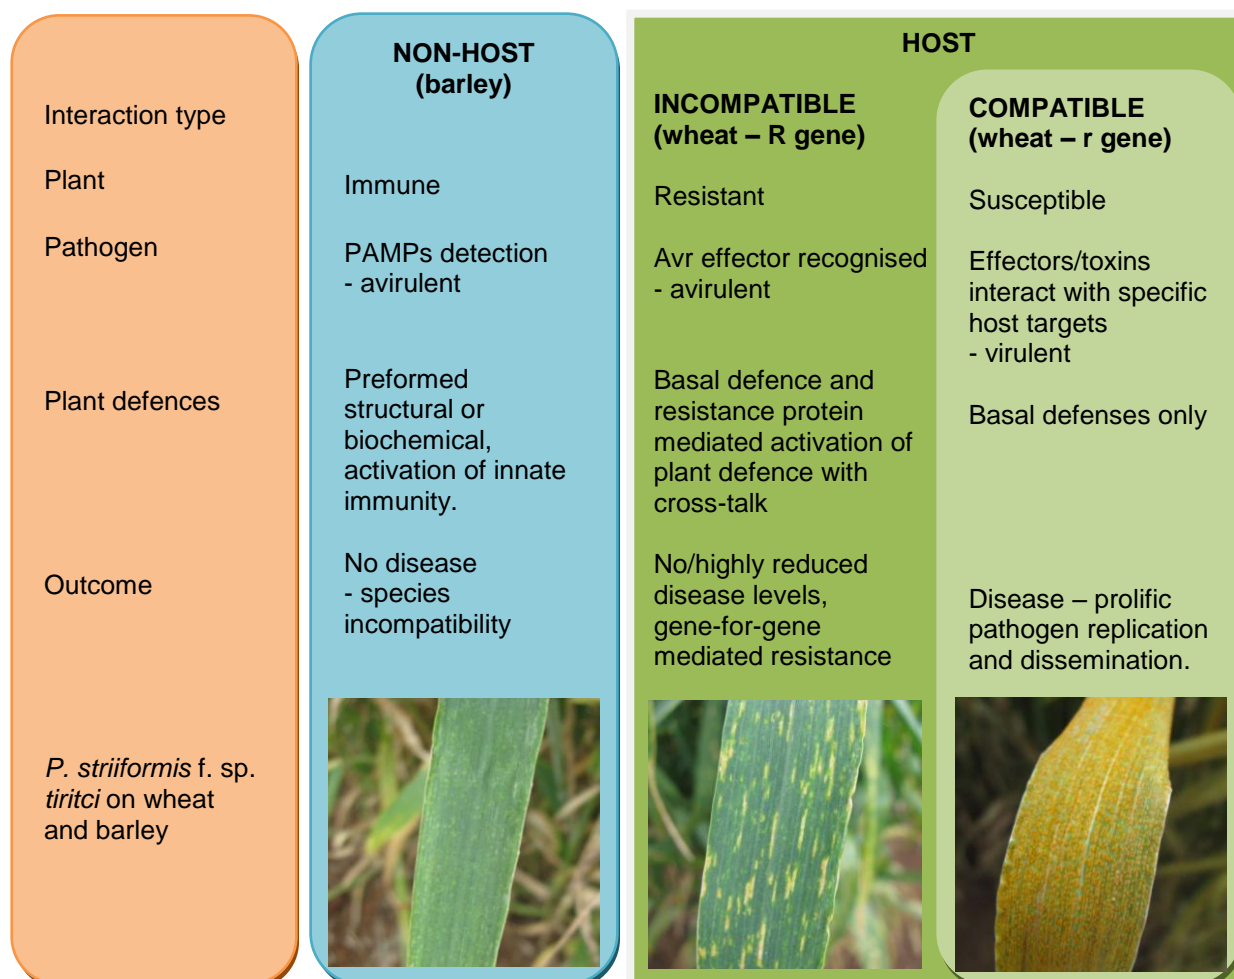 Interaction type
Plant
Pathogen
Plant defences
Outcome
P. striiformis f. sp.
tiritci on wheat
and barley
NON-HOST
(barley)
Immune
PAMPs detection
- avirulent
Preformed
structural or
biochemical,
activation of innate
immunity.
No disease
- species
incompatibility
HOST
INCOMPATIBLE
(wheat – R gene)
Resistant
Avr effector recognised
- avirulent
Basal defence and
resistance protein
mediated activation of
plant defence with
cross-talk
No/highly reduced
disease levels,
gene-for-gene
mediated resistance
COMPATIBLE
(wheat – r gene)
Susceptible
Effectors/toxins
interact with specific
host targets
- virulent
Basal defenses only
Disease – prolific
pathogen replication
and dissemination.